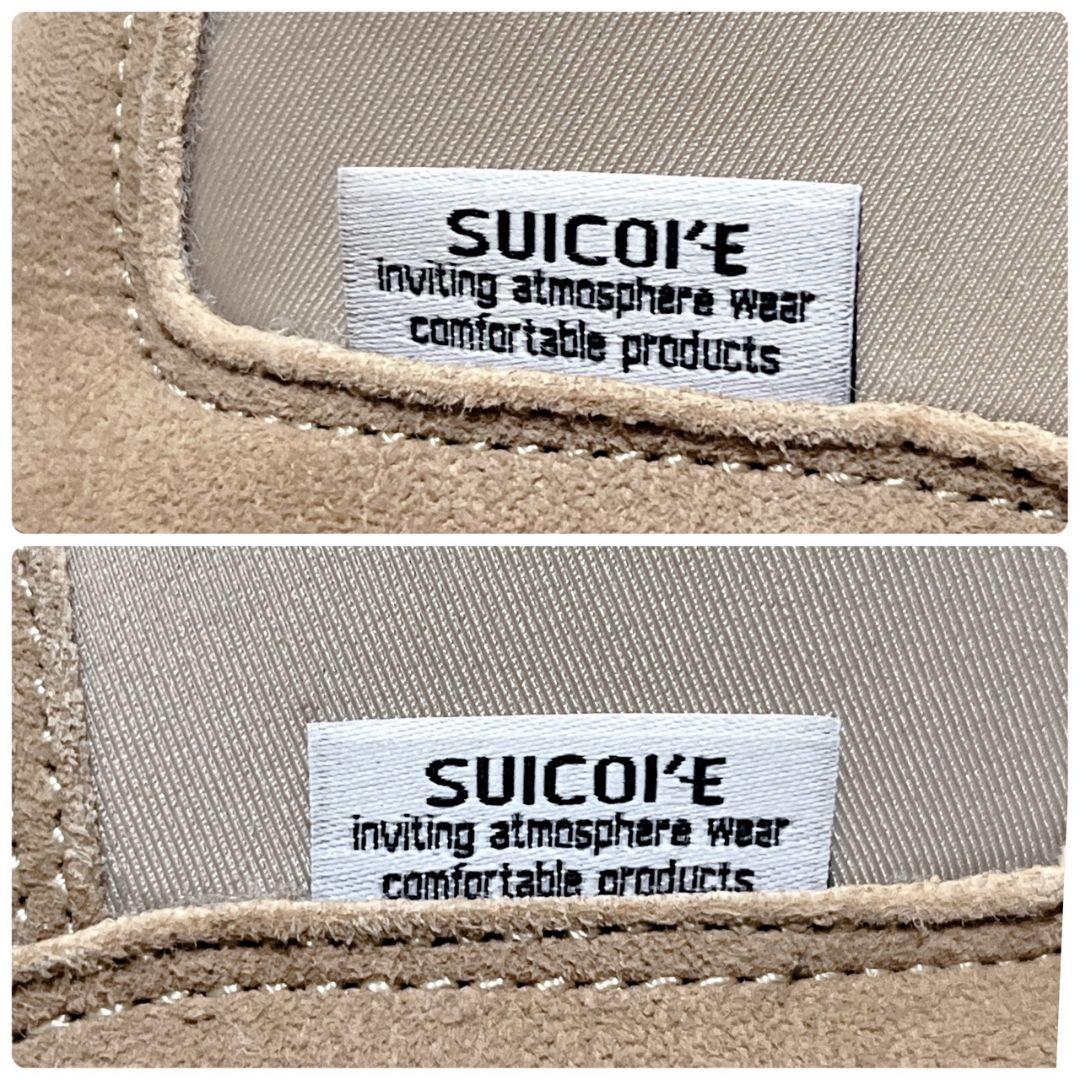 SUICOI'E
inviting atmosphere wear
comfortable products
SUICOI'E
inviting atmosphere wear
comfortable products